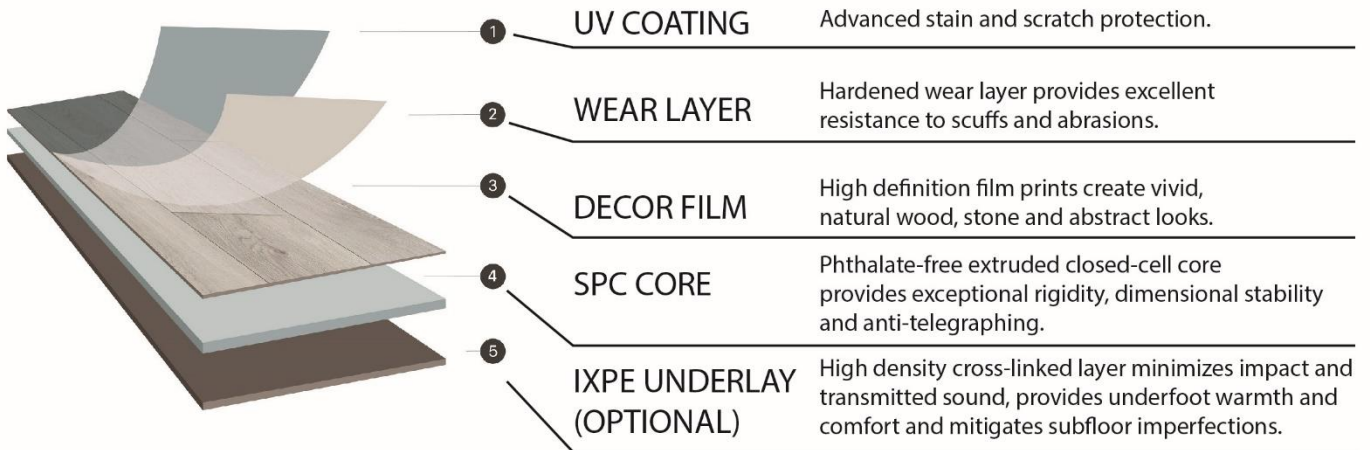 1
UV COATING
Advanced stain and scratch protection.
2
WEAR LAYER
Hardened wear layer provides excellent
resistance to scuffs and abrasions.
3
DECOR FILM
High definition film prints create vivid,
natural wood, stone and abstract looks.
4
SPC CORE
Phthalate-free extruded closed-cell core
provides exceptional rigidity, dimensional stability
and anti-telegraphing.
5
IXPE UNDERLAY
(OPTIONAL)
High density cross-linked layer minimizes impact and
transmitted sound, provides underfoot warmth and
comfort and mitigates subfloor imperfections.